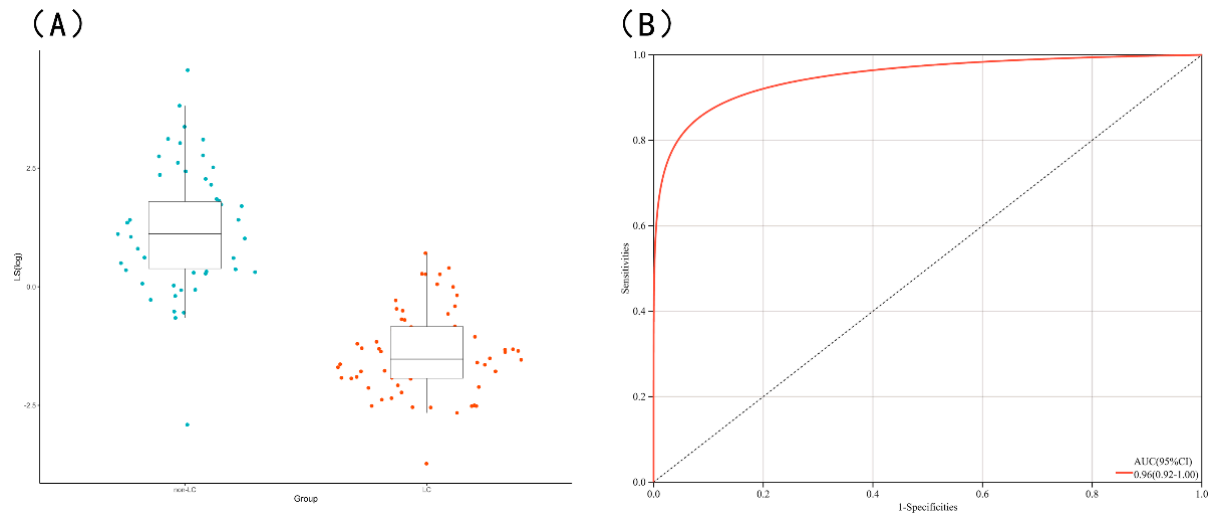 (A)
(B)
LS(log)
2.5
0.0
-2.5
non-LC
LC
Group
Sensitivities
1.0
0.8
0.6
0.4
0.2
0.0
0.0
0.2
0.4
0.6
0.8
1.0
1-Specificities
AUC(95%CI)
0.96(0.92-1.00)